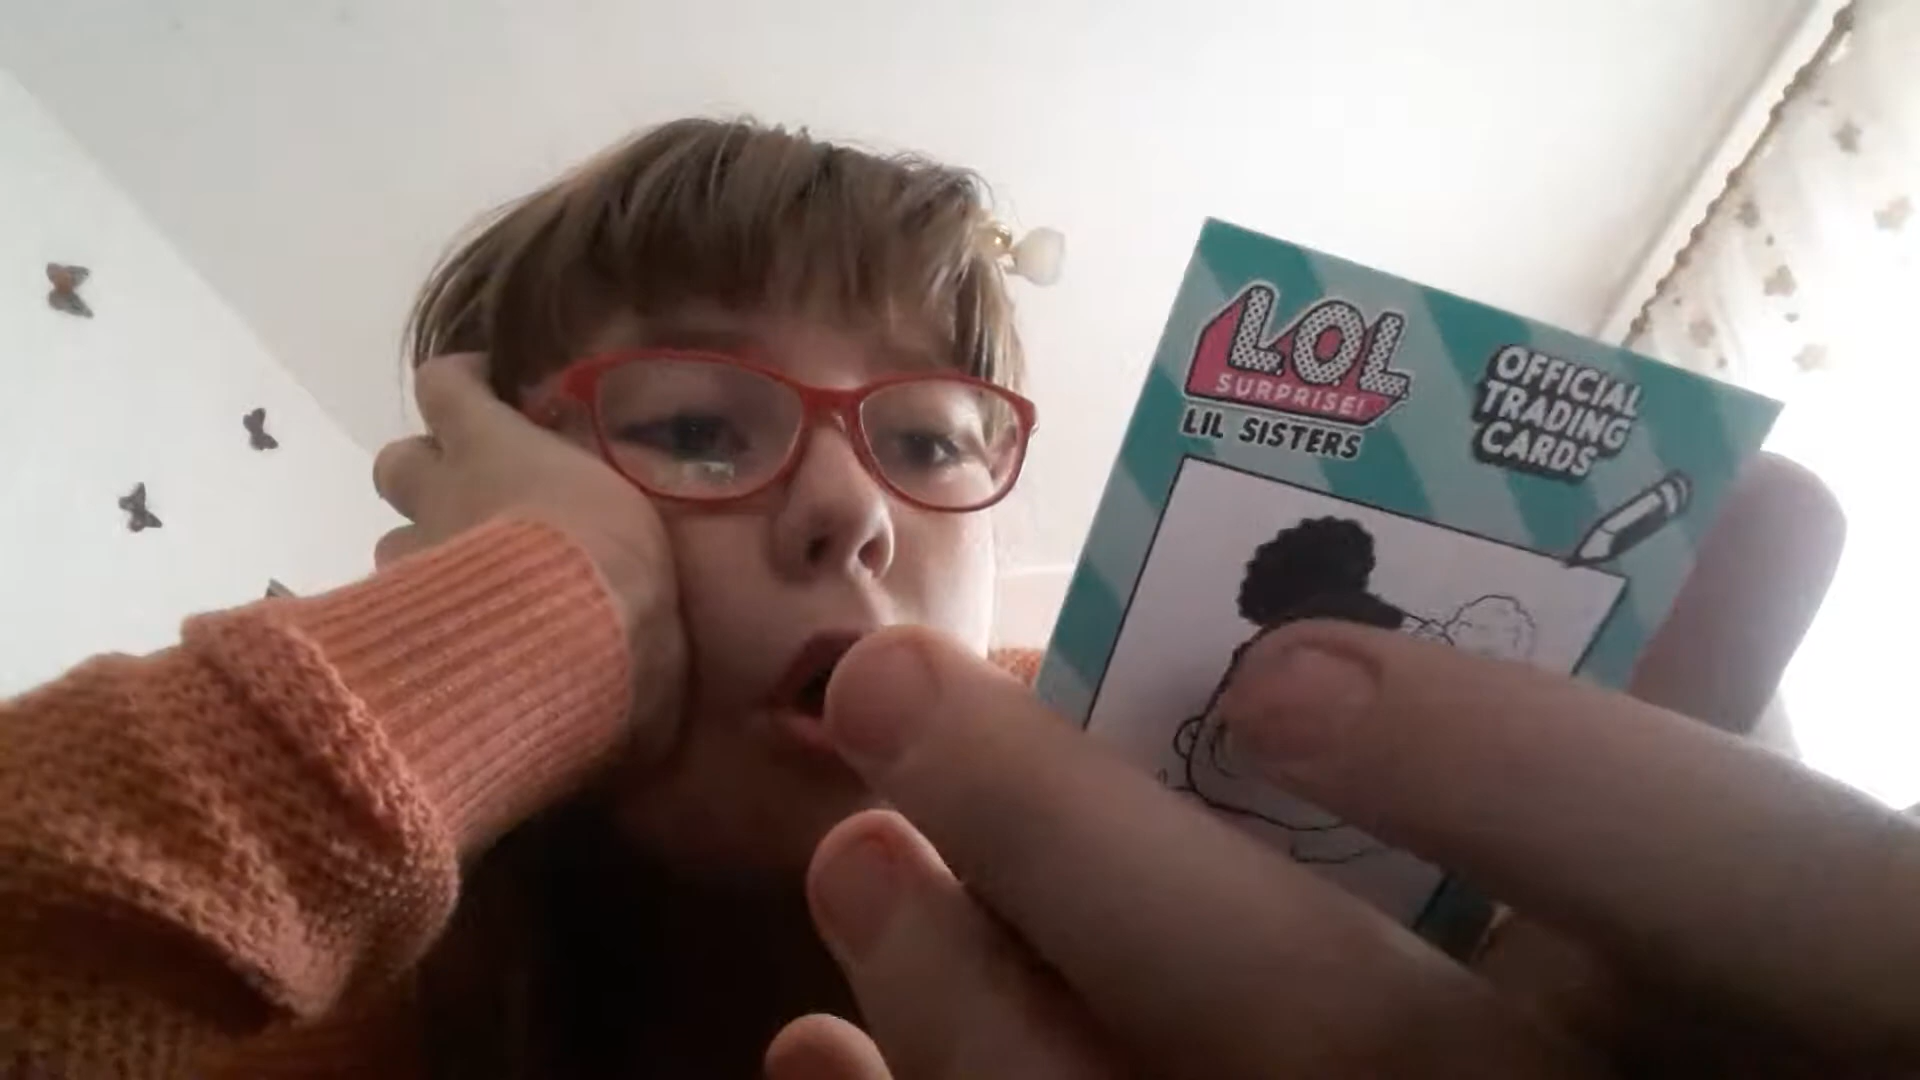 L.O.L.
SURPRISE!
LIL SISTERS
OFFICIAL
TRADING
CARDS